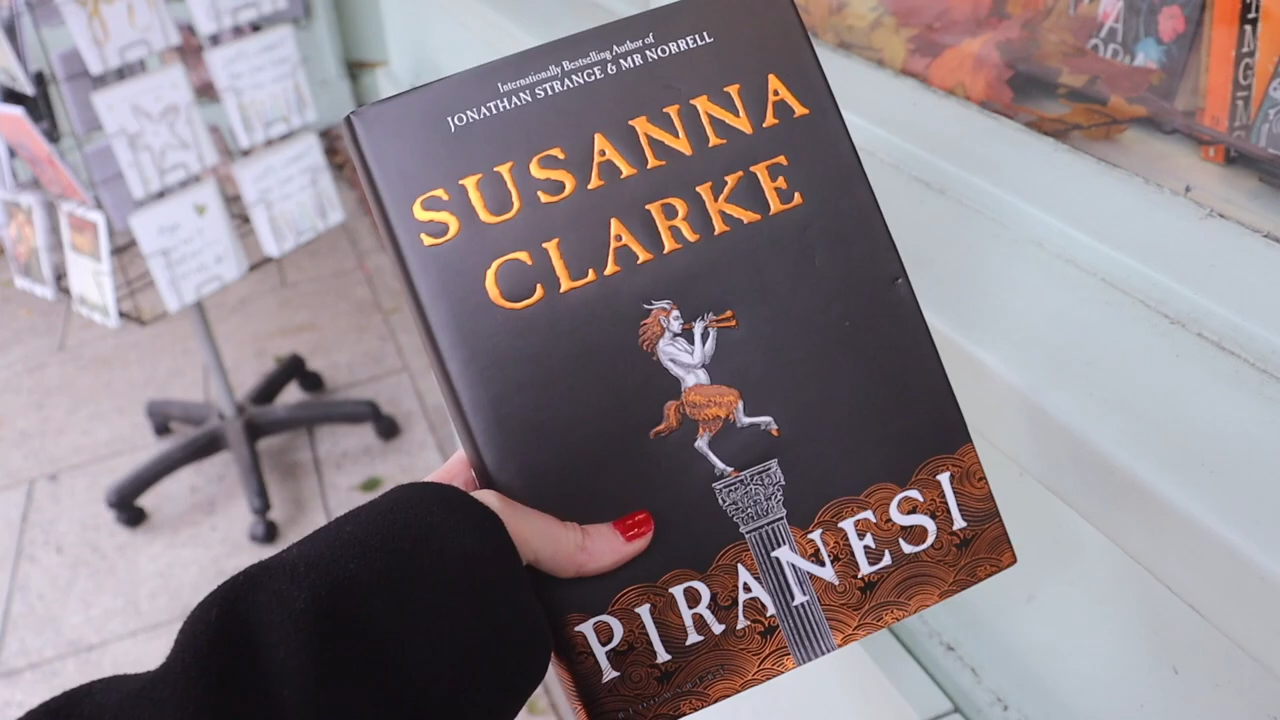 Internationally Bestselling Author of
JONATHAN STRANGE & MR NORRELL
SUSANNA
CLARKE
PIRANESI